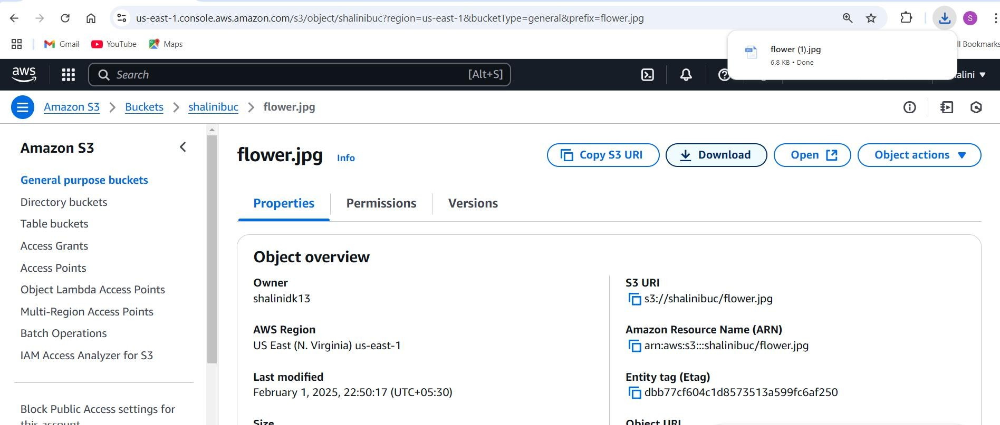 us-east-1.console.aws.amazon.com/s3/object/shalinibuc?region=us-east-1&bucketType=general&prefix=flower.jpg
S
Gmail
YouTube
Maps
ll Bookmarks
flower (1).jpg
6.8 KB • Done
aws
Search
[Alt+S]
alini
Amazon S3
Buckets
shalinibuc
flower.jpg
Amazon S3
General purpose buckets
Directory buckets
Table buckets
Access Grants
Access Points
Object Lambda Access Points
Multi-Region Access Points
Batch Operations
IAM Access Analyzer for S3
Block Public Access settings for
this account
flower.jpg
Info
Copy S3 URI
Download
Open
Object actions
Properties
Permissions
Versions
Object overview
Owner
shalinidk13
AWS Region
US East (N. Virginia) us-east-1
Last modified
February 1, 2025, 22:50:17 (UTC+05:30)
Size
S3 URI
s3://shalinibuc/flower.jpg
Amazon Resource Name (ARN)
arn:aws:s3:::shalinibuc/flower.jpg
Entity tag (Etag)
dbb77cf604c1d8573513a599fc6af250
Object URL